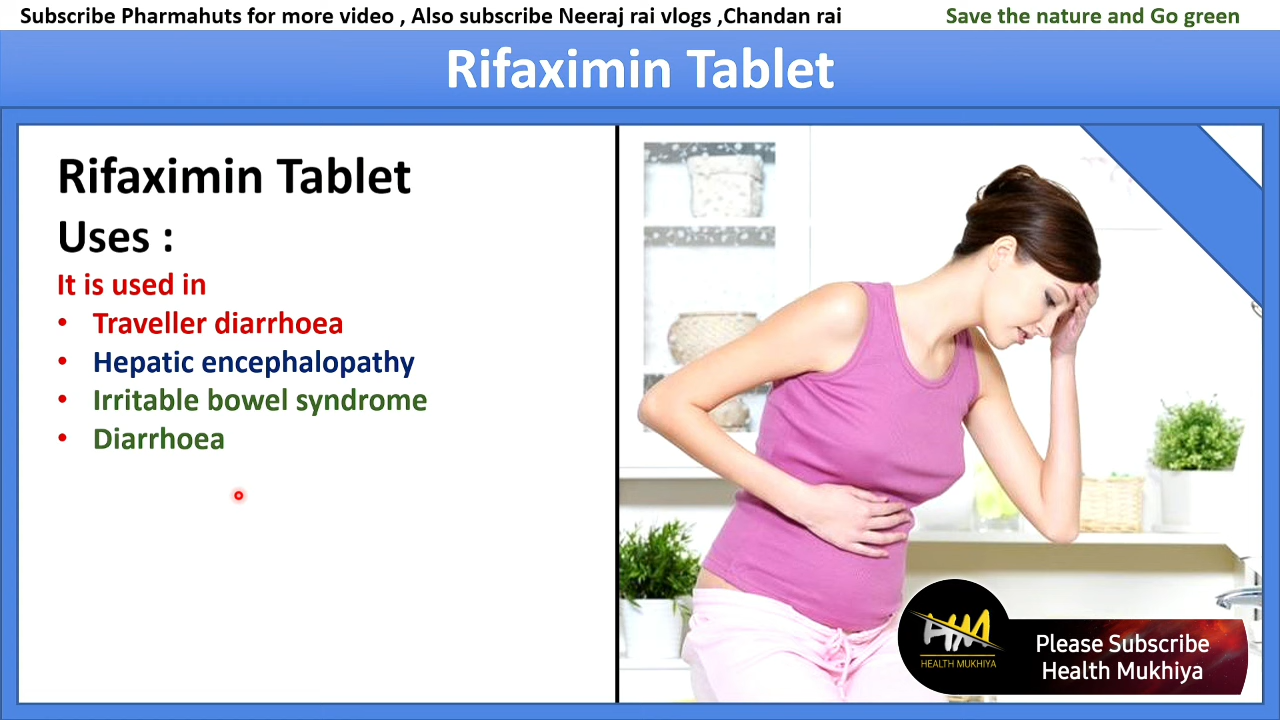 Subscribe Pharmahuts for more video , Also subscribe Neeraj rai vlogs ,Chandan rai
Save the nature and Go green
Rifaximin Tablet
Rifaximin Tablet
Uses :
It is used in
• Traveller diarrhoea
• Hepatic encephalopathy
• Irritable bowel syndrome
• Diarrhoea
HM
HEALTH MUKHIYA
Please Subscribe
Health Mukhiya